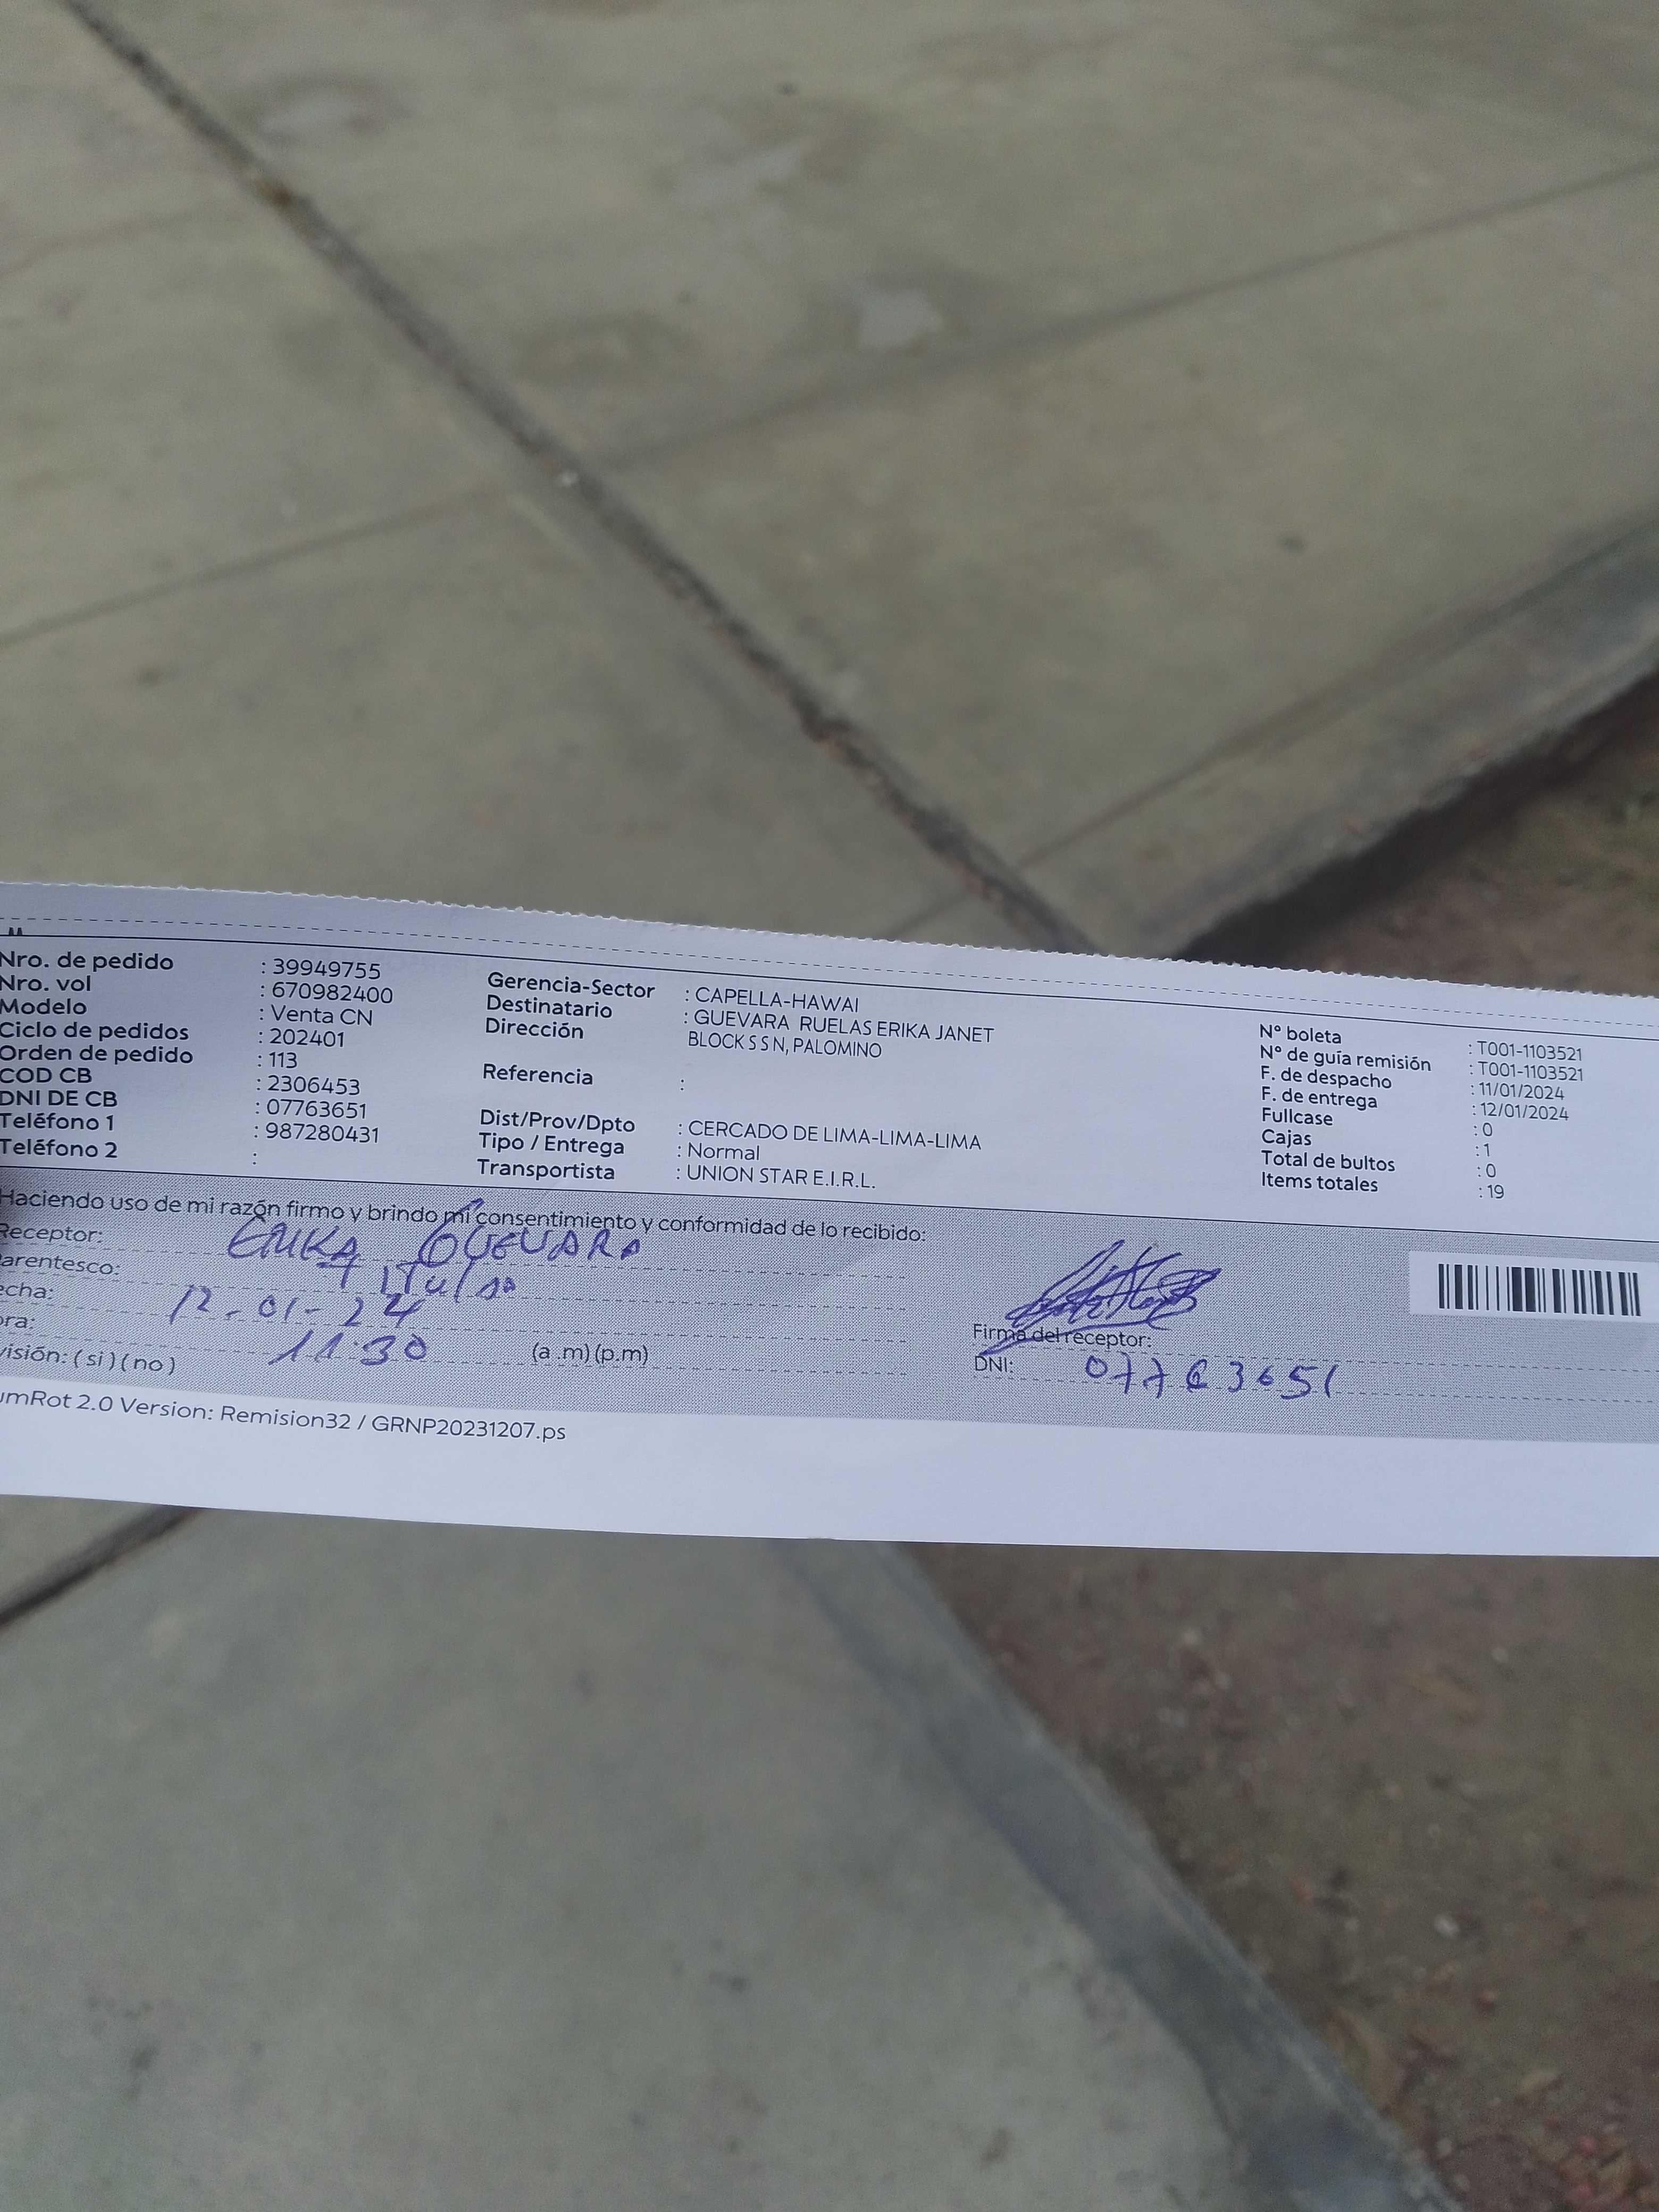 Nro. de pedido : 39949755
Nro. vol : 670982400
Modelo : Venta CN
Ciclo de pedidos : 202401
Orden de pedido : 113
COD CB : 2306453
DNI DE CB : 07763651
Teléfono 1 : 987280431
Teléfono 2 :
Gerencia-Sector : CAPELLA-HAWAI
Destinatario : GUEVARA RUELAS ERIKA JANET
Dirección BLOCK S S N, PALOMINO
Referencia :
Dist/Prov/Dpto : CERCADO DE LIMA-LIMA-LIMA
Tipo / Entrega : Normal
Transportista : UNION STAR E.I.R.L.
N° boleta : T001-1103521
N° de guía remisión : T001-1103521
F. de despacho : 11/01/2024
F. de entrega : 12/01/2024
Fullcase : 0
Cajas : 1
Total de bultos : 0
Items totales : 19
Haciendo uso de mi razón firmo y brindo mi consentimiento y conformidad de lo recibido:
Receptor: ERIKA GUEVARA
arentesco:
echa: 12-01-24
ora: 11:30 (a .m) (p.m)
visión: ( si ) ( no )
Firma del receptor:
DNI: 07763651
umRot 2.0 Version: Remision32 / GRNP20231207.ps